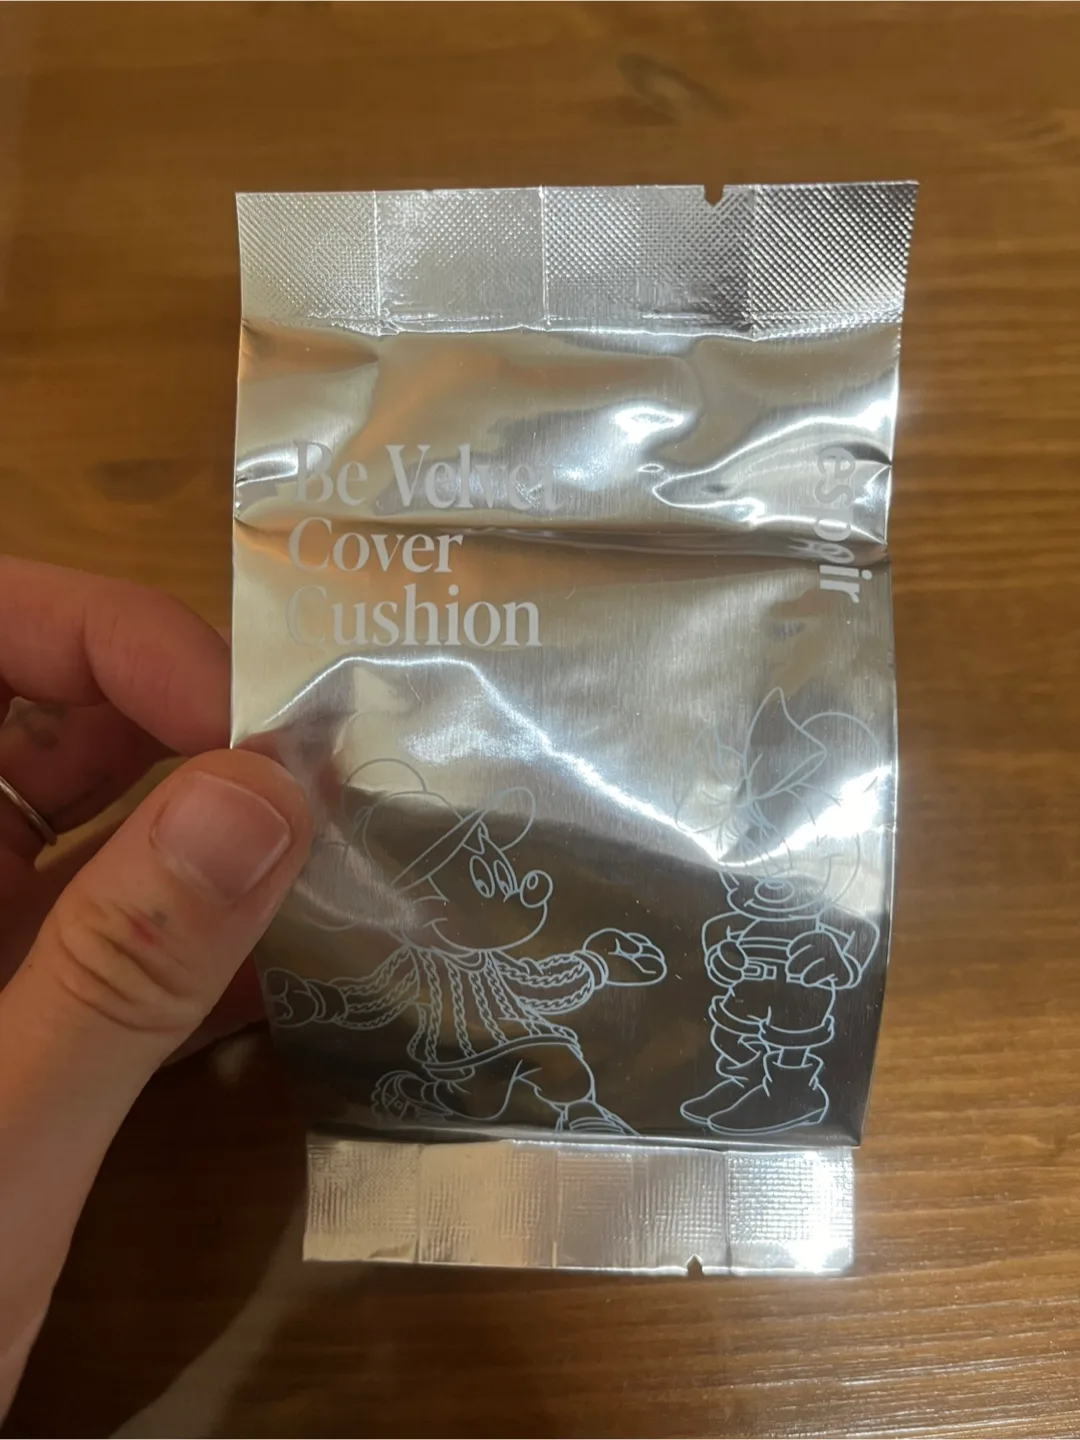 Be Velvet
Cover
Cushion
espoir